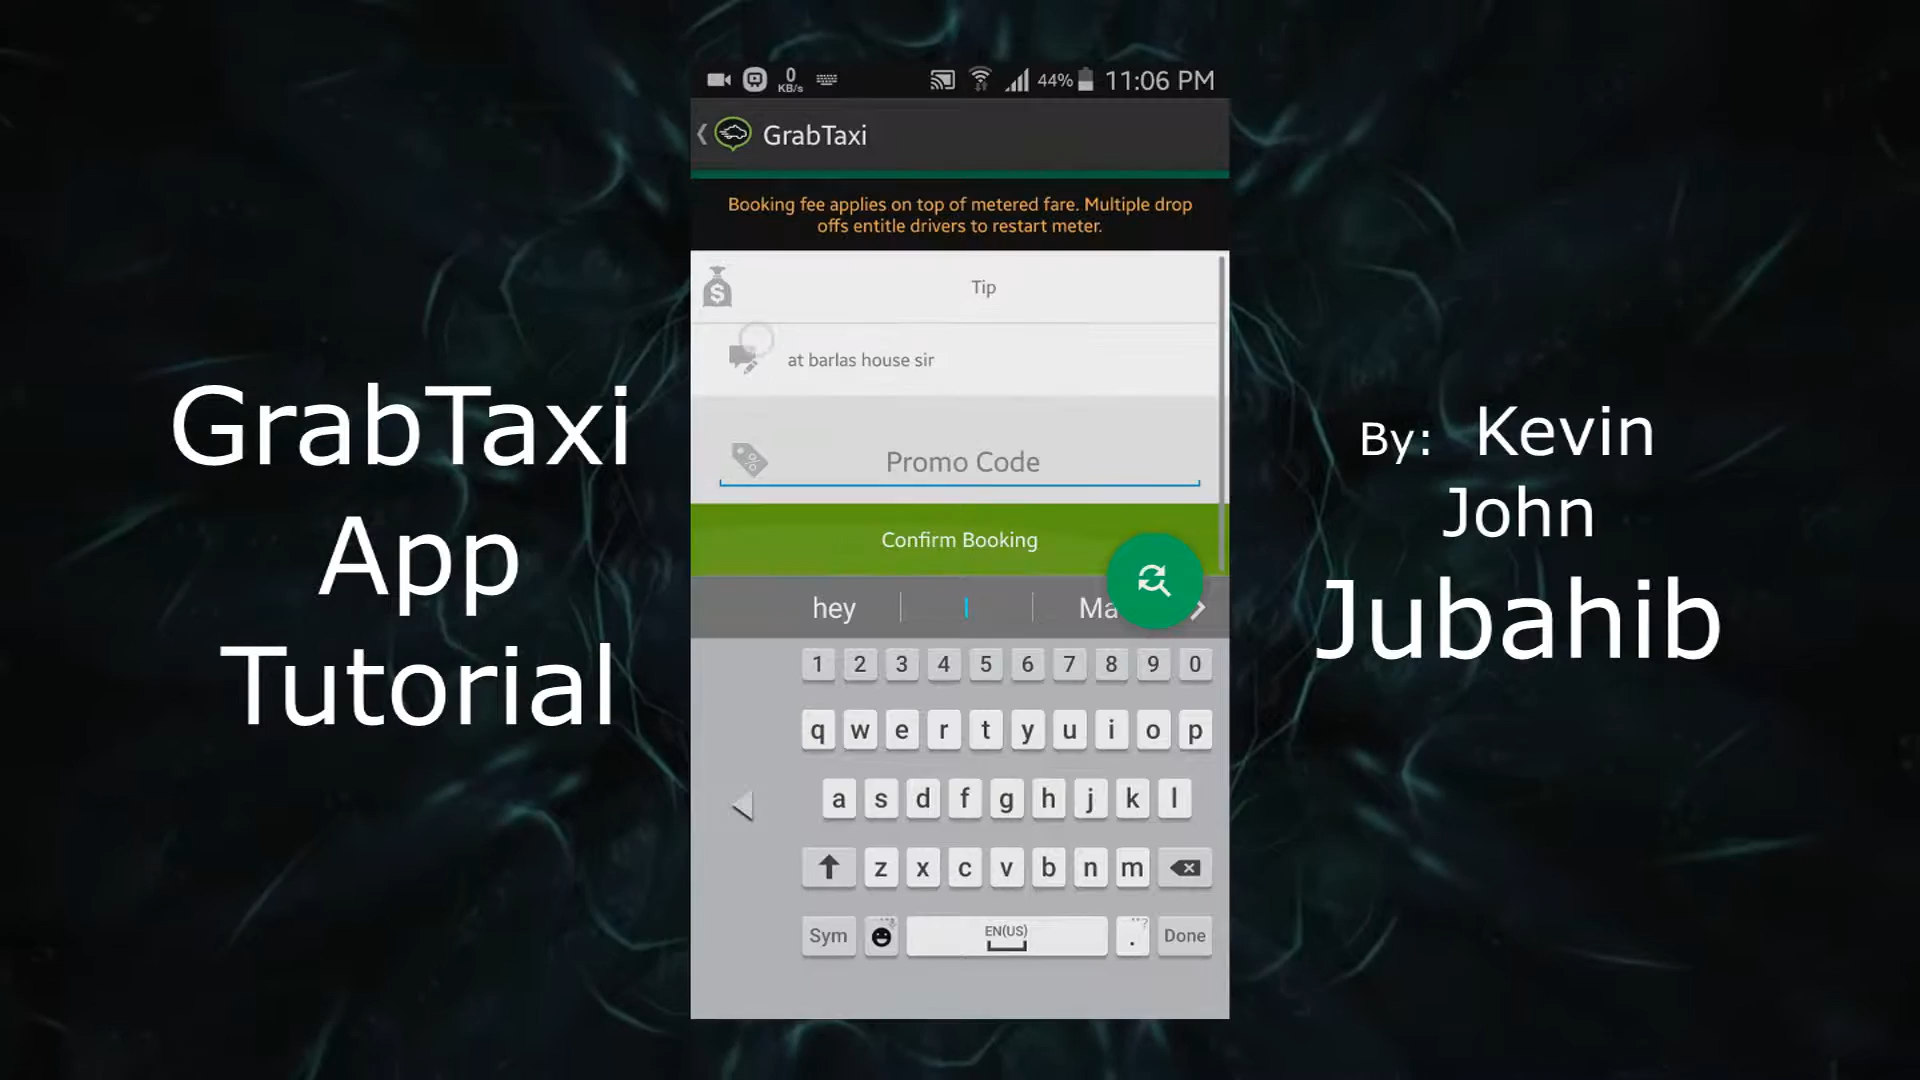 GrabTaxi
App
Tutorial
0
KB/s
44%
11:06 PM
GrabTaxi
Booking fee applies on top of metered fare. Multiple drop
offs entitle drivers to restart meter.
Tip
at barlas house sir
Promo Code
Confirm Booking
hey I Ma
1 2 3 4 5 6 7 8 9 0
q w e r t y u i o p
a s d f g h j k l
z x c v b n m
Sym EN(US) . Done
By: Kevin
John
Jubahib